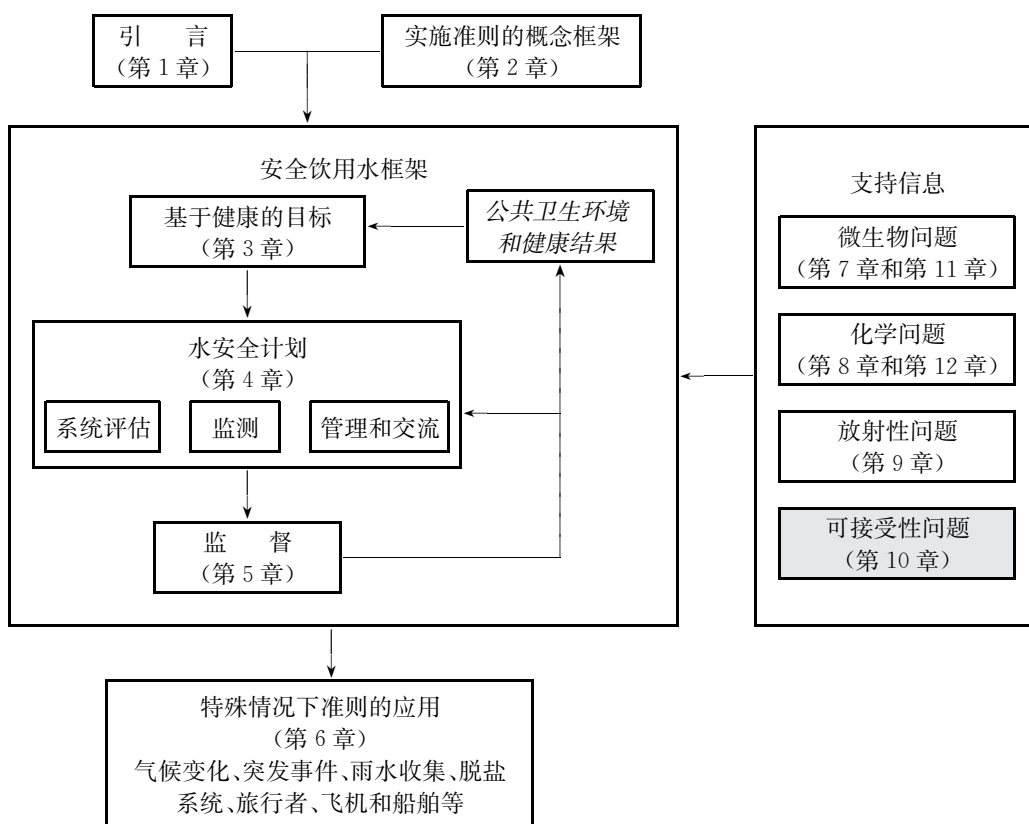 引　　言
（第 1 章）
实施准则的概念框架
（第 2 章）
安全饮用水框架
基于健康的目标
（第 3 章）
公共卫生环境
和健康结果
水安全计划
（第 4 章）
系统评估
监测
管理和交流
监　　督
（第 5 章）
支持信息
微生物问题
（第 7 章和第 11 章）
化学问题
（第 8 章和第 12 章）
放射性问题
（第 9 章）
可接受性问题
（第 10 章）
特殊情况下准则的应用
（第 6 章）
气候变化、突发事件、雨水收集、脱盐
系统、旅行者、飞机和船舶等